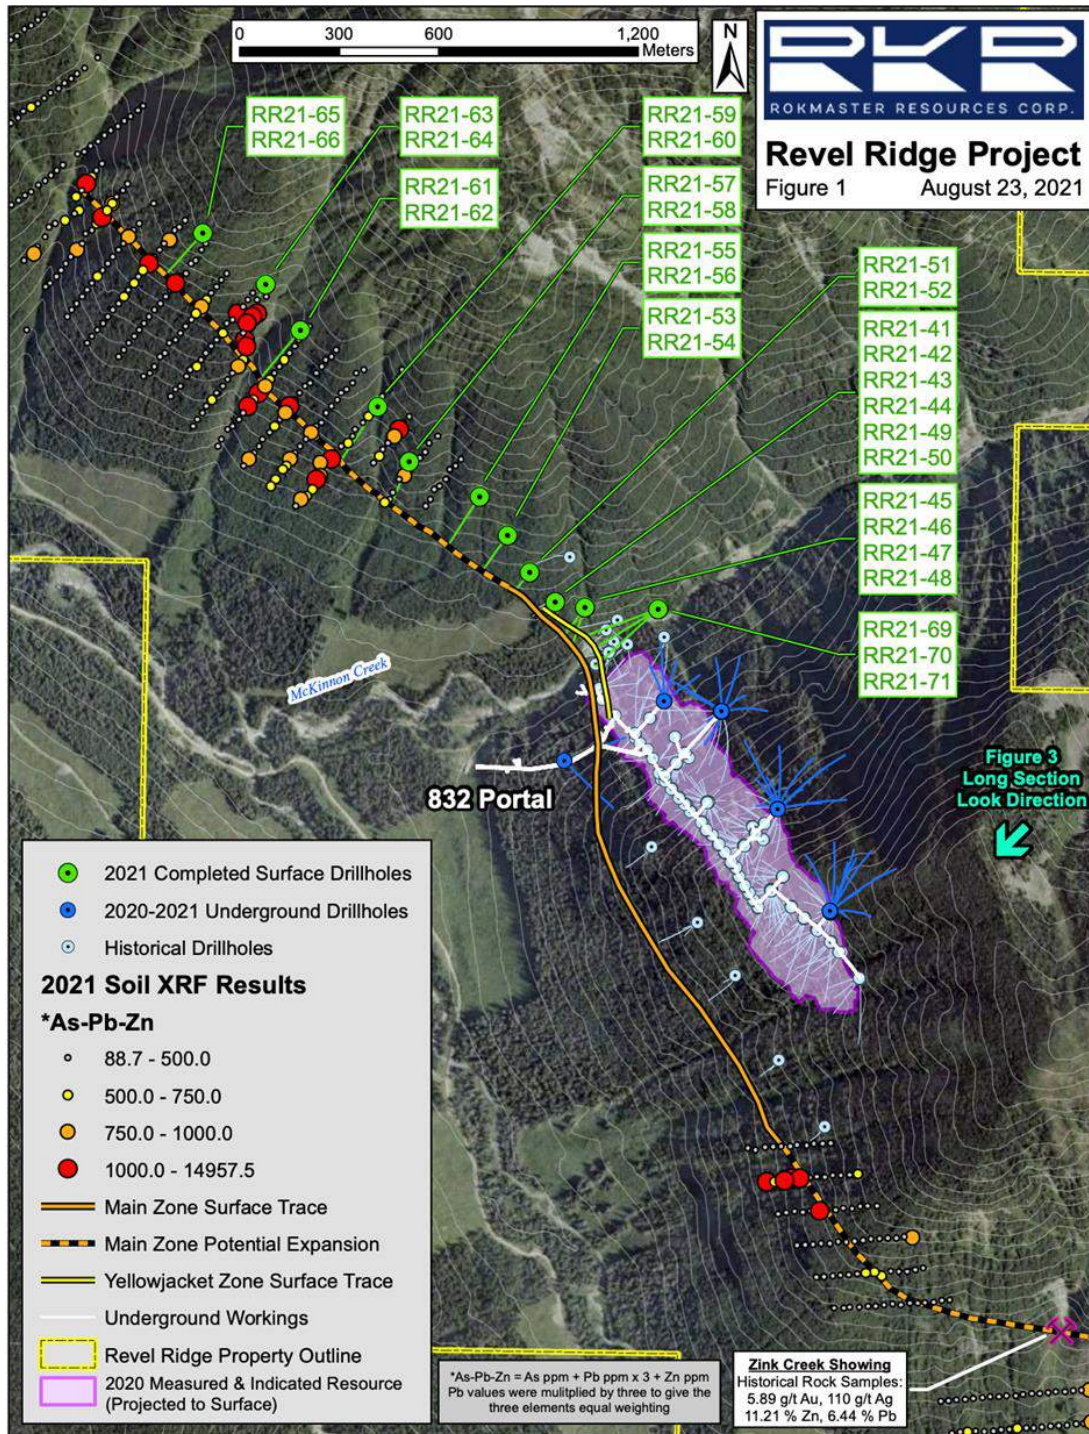 0 300 600 1,200
Meters
N
RKR
ROKMASTER RESOURCES CORP.
Revel Ridge Project
Figure 1 August 23, 2021
RR21-65
RR21-66
RR21-63
RR21-64
RR21-61
RR21-62
RR21-59
RR21-60
RR21-57
RR21-58
RR21-55
RR21-56
RR21-53
RR21-54
RR21-51
RR21-52
RR21-41
RR21-42
RR21-43
RR21-44
RR21-49
RR21-50
RR21-45
RR21-46
RR21-47
RR21-48
RR21-69
RR21-70
RR21-71
McKinnon Creek
832 Portal
Figure 3
Long Section
Look Direction
2021 Completed Surface Drillholes
2020-2021 Underground Drillholes
Historical Drillholes
2021 Soil XRF Results
*As-Pb-Zn
88.7 - 500.0
500.0 - 750.0
750.0 - 1000.0
1000.0 - 14957.5
Main Zone Surface Trace
Main Zone Potential Expansion
Yellowjacket Zone Surface Trace
Underground Workings
Revel Ridge Property Outline
2020 Measured & Indicated Resource
(Projected to Surface)
*As-Pb-Zn = As ppm + Pb ppm x 3 + Zn ppm
Pb values were mulitplied by three to give the
three elements equal weighting
Zink Creek Showing
Historical Rock Samples:
5.89 g/t Au, 110 g/t Ag
11.21 % Zn, 6.44 % Pb